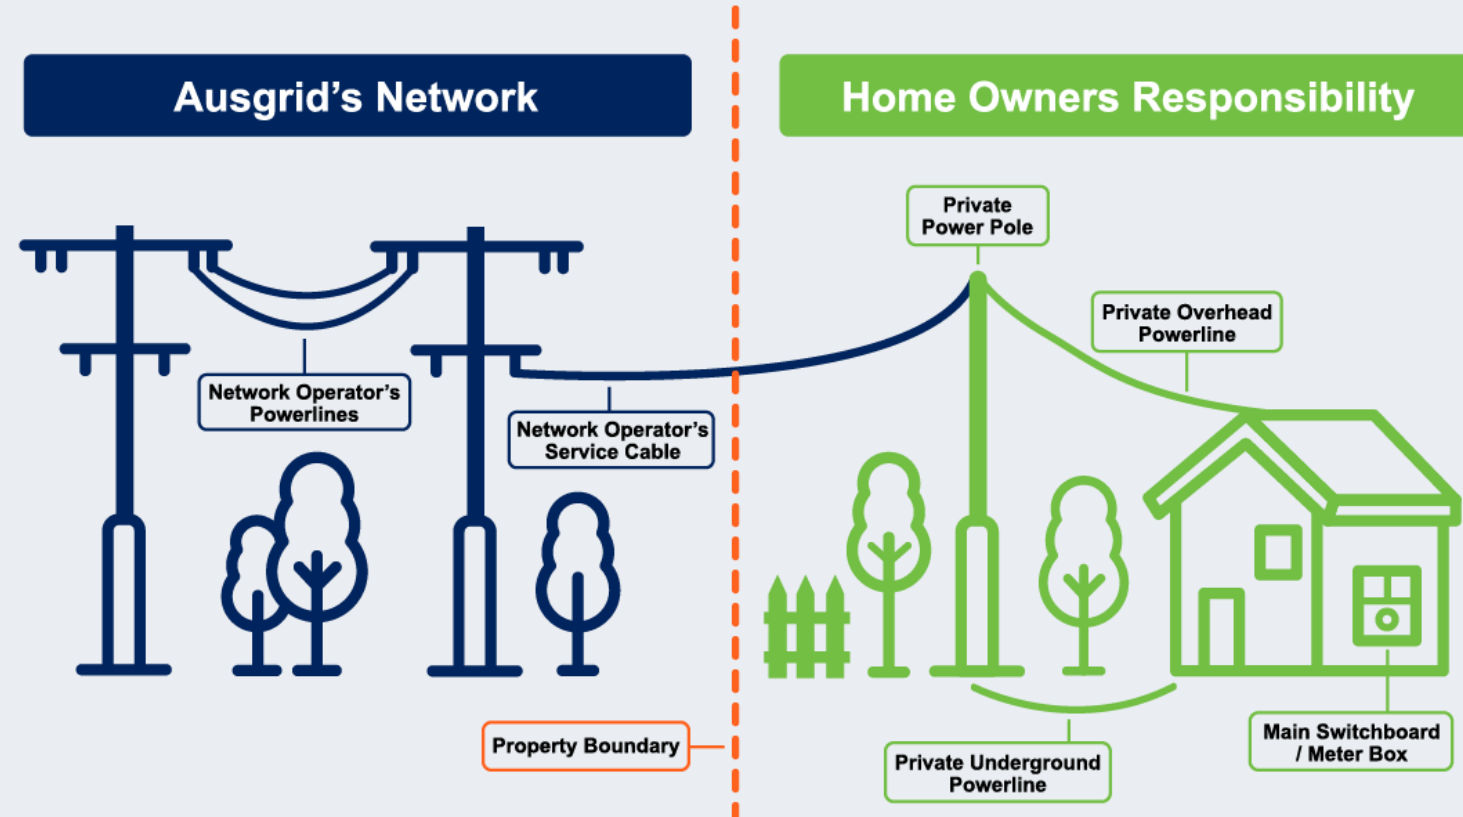 Ausgrid’s Network
Home Owners Responsibility
Private
Power Pole
Private Overhead
Powerline
Network Operator’s
Powerlines
Network Operator’s
Service Cable
Property Boundary
Private Underground
Powerline
Main Switchboard
/ Meter Box